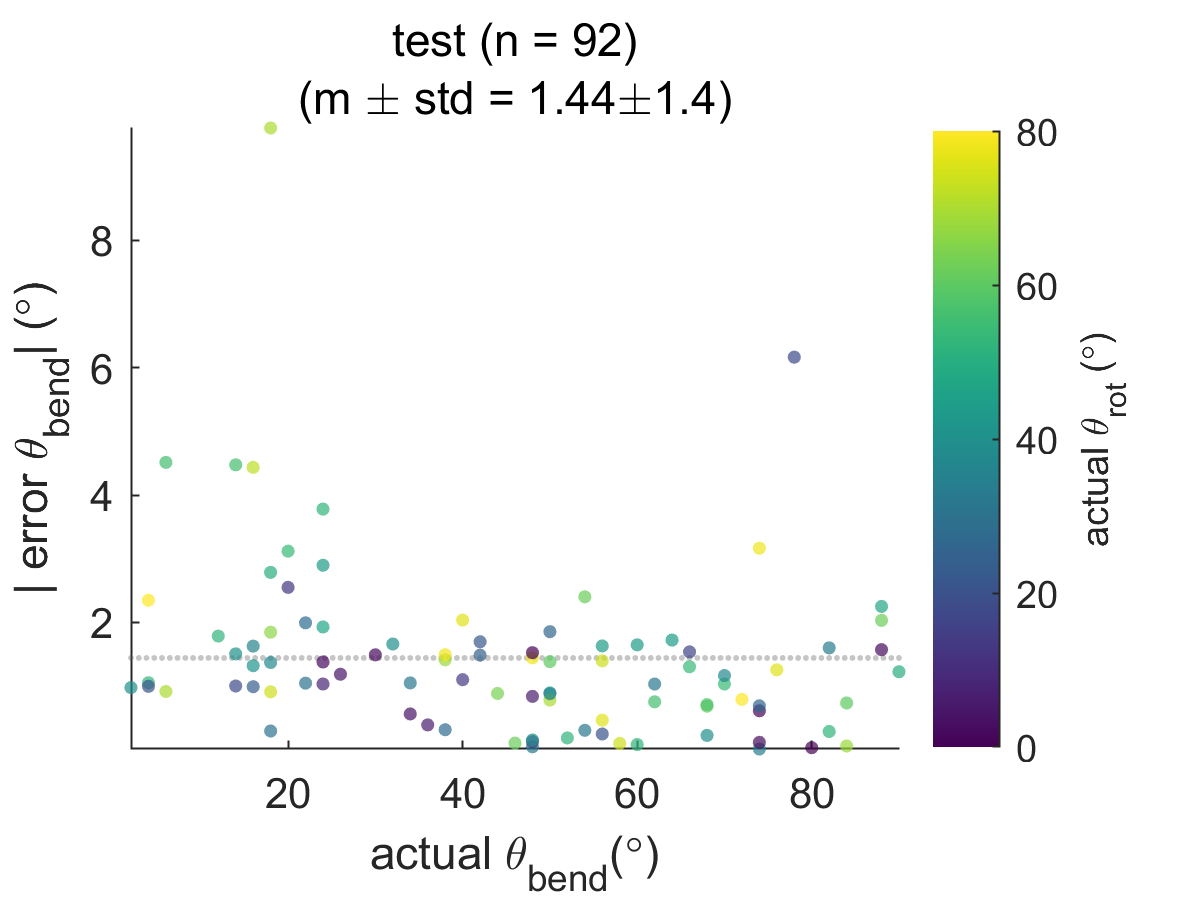 test (n = 92)
(m ± std = 1.44±1.4)
8
6
4
2
20
40
60
80
actual θbend(°)
| error θbend| (°)
80
60
40
20
0
actual θrot (°)